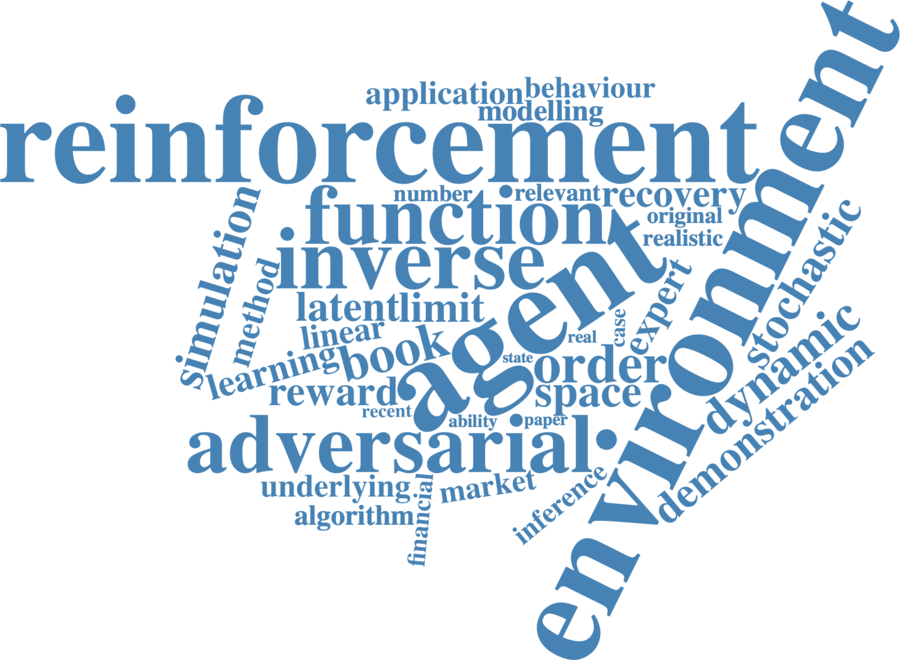 application behaviour
modelling
reinforcement
environment
number relevant recovery
function
original
realistic
simulation
inverse
agent
stochastic
method
latent limit
expert
case
linear
real
learning
book
state
order
dynamic
reward
space
demonstration
recent
ability
paper
adversarial
underlying
market
inference
algorithm
financial